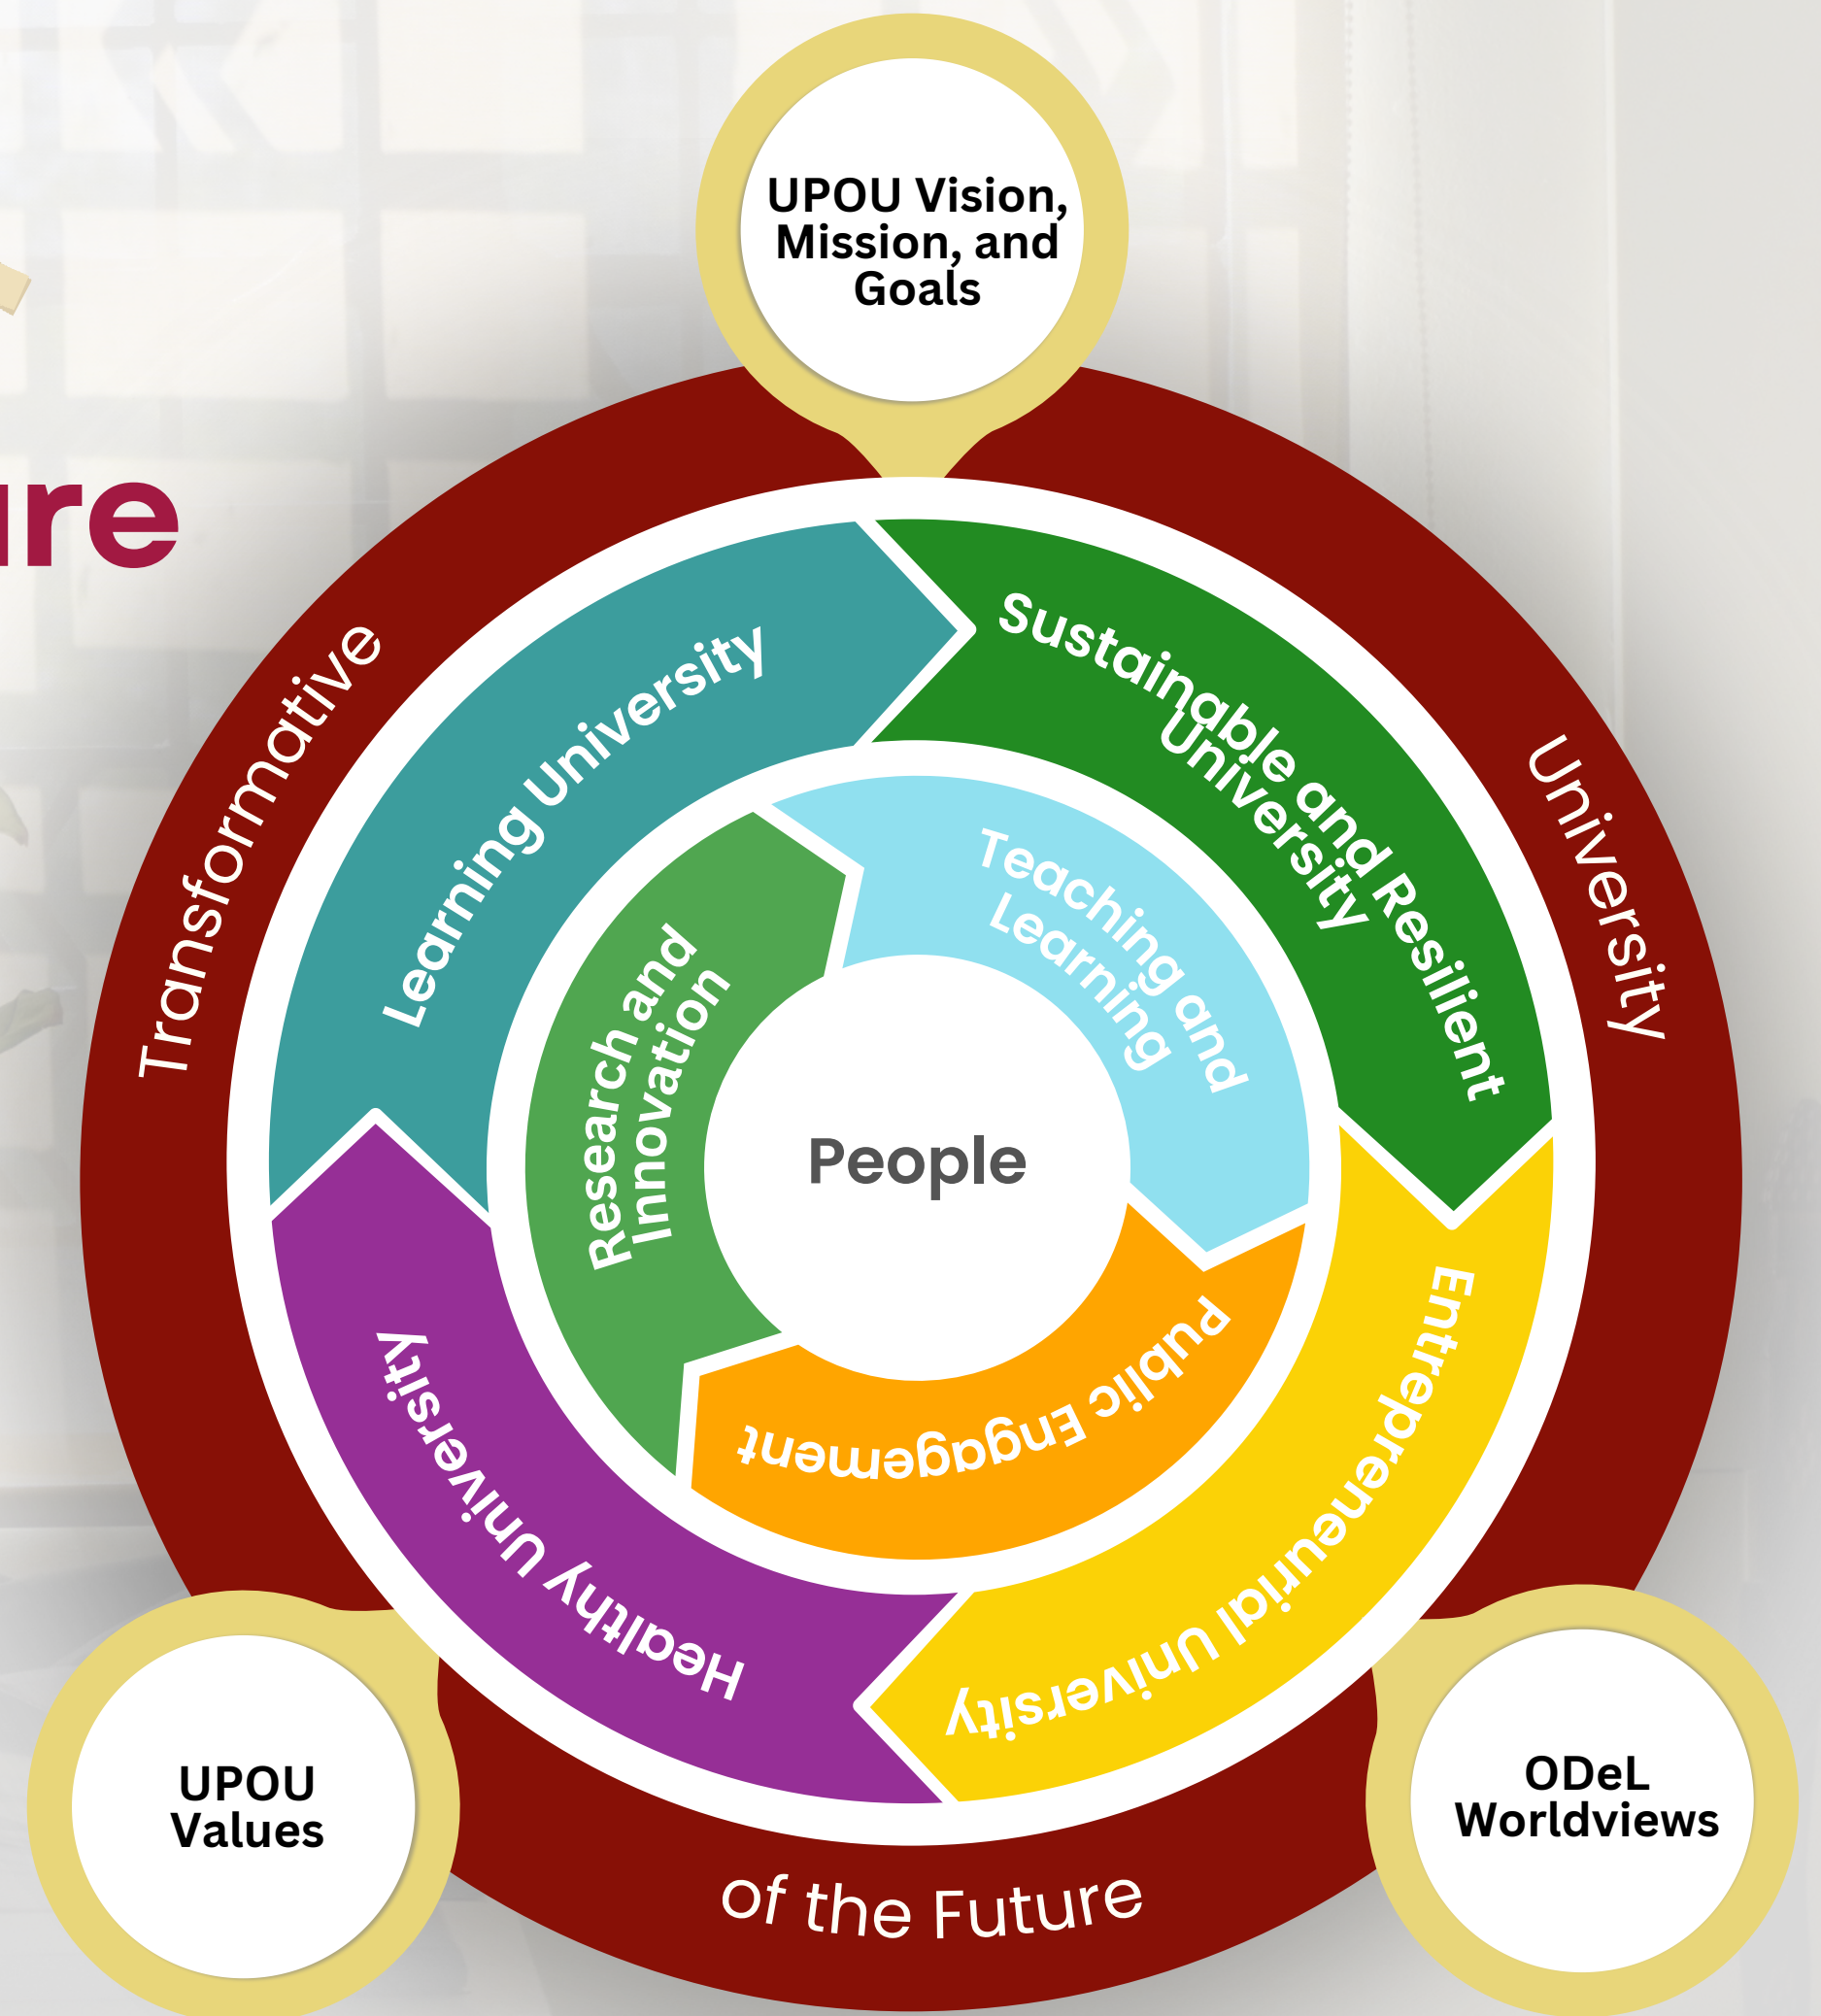 UPOU Vision,
Mission, and
Goals
ure
Transformative
University
of the Future
Learning University
Sustainable and Resilient
University
Entrepreneurial University
Healthy University
Research and
Innovation
Teaching and
Learning
Public Engagement
People
UPOU
Values
ODeL
Worldviews